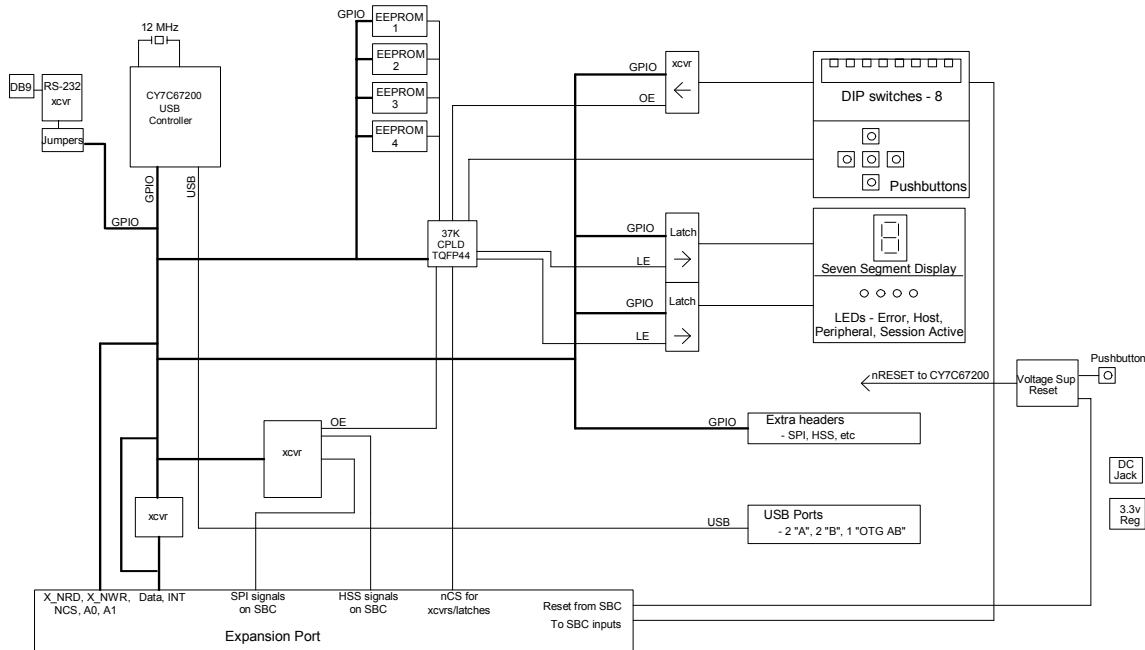 12 MHz
DB9
RS-232
xcvr
Jumpers
CY7C67200
USB
Controller
GPIO
USB
GPIO
GPIO
EEPROM
1
EEPROM
2
EEPROM
3
EEPROM
4
37K
CPLD
TQFP44
GPIO
xcvr
OE
DIP switches - 8
Pushbuttons
GPIO
Latch
LE
GPIO
Latch
LE
Seven Segment Display
LEDs - Error, Host,
Peripheral, Session Active
nRESET to CY7C67200
Voltage Sup
Reset
Pushbutton
OE
xcvr
xcvr
GPIO
Extra headers
- SPI, HSS, etc
USB
USB Ports
- 2 "A", 2 "B", 1 "OTG AB"
DC
Jack
3.3v
Reg
X_NRD, X_NWR,
NCS, A0, A1
Data, INT
SPI signals
on SBC
HSS signals
on SBC
nCS for
xcvrs/latches
Reset from SBC
To SBC inputs
Expansion Port